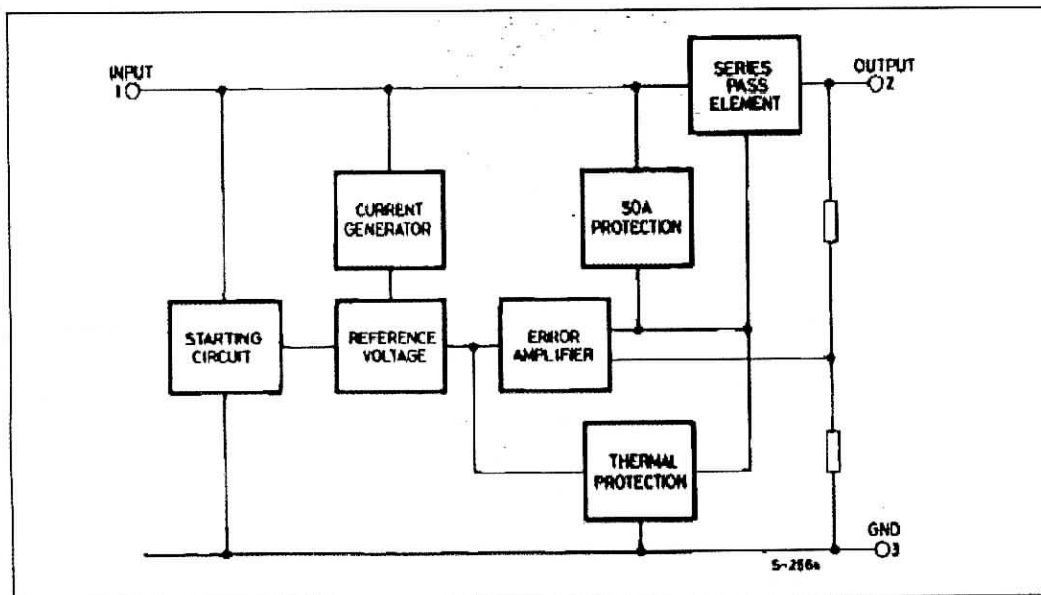 INPUT
1
SERIES
PASS
ELEMENT
OUTPUT
2
CURRENT
GENERATOR
SOA
PROTECTION
STARTING
CIRCUIT
REFERENCE
VOLTAGE
ERROR
AMPLIFIER
THERMAL
PROTECTION
GND
3